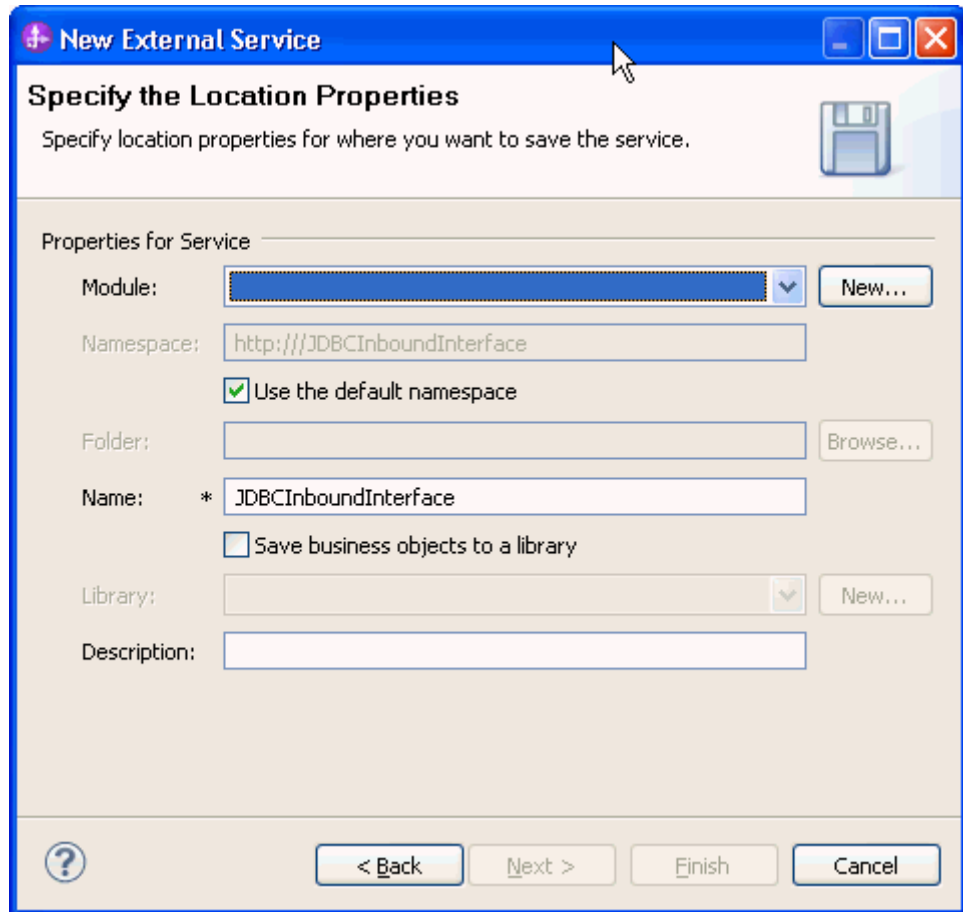 New External Service
Specify the Location Properties
Specify location properties for where you want to save the service.
Properties for Service
Module: New...
Namespace: http:///JDBCInboundInterface
Use the default namespace
Folder: Browse...
Name: * JDBCInboundInterface
Save business objects to a library
Library: New...
Description:
? < Back Next > Finish Cancel